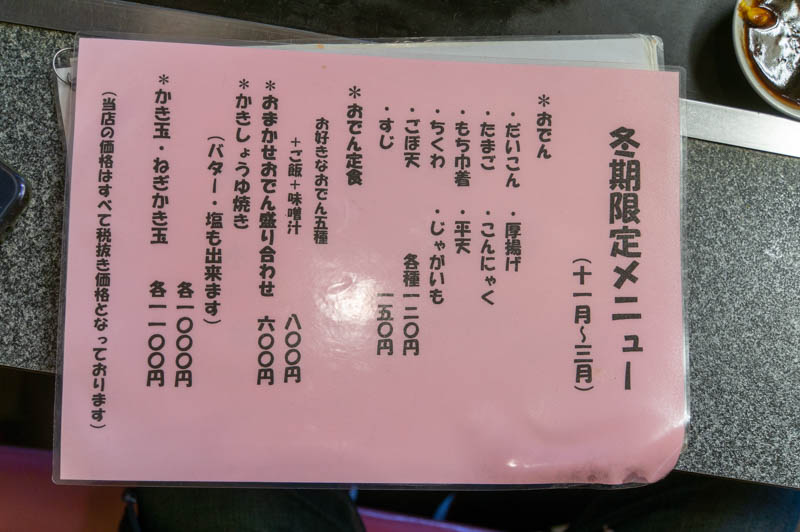 冬期限定メニュー
（十一月～三月）
＊おでん
・だいこん ・厚揚げ
・たまご ・こんにゃく
・もち巾着 ・平天
・ちくわ ・じゃがいも
・ごぼ天 各種一二〇円
・すじ 一五〇円
＊おでん定食
お好きなおでん五種
＋ご飯＋味噌汁 八〇〇円
＊おまかせおでん盛り合わせ 六〇〇円
＊かきしょうゆ焼き
（バター・塩も出来ます）
各一〇〇〇円
＊かき玉・ねぎかき玉 各一一〇〇円
（当店の価格はすべて税抜き価格となっております）